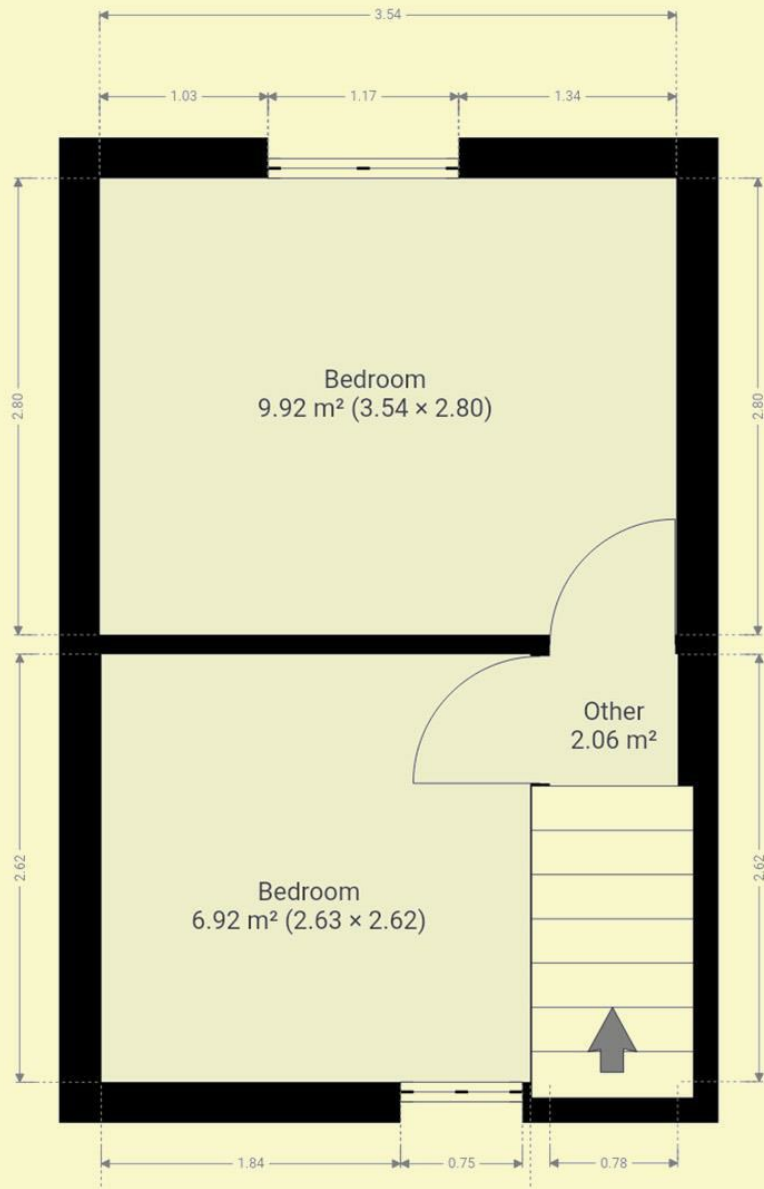 3.54
1.03
1.17
1.34
2.80
2.80
Bedroom
9.92 m² (3.54 × 2.80)
Other
2.06 m²
2.62
2.62
Bedroom
6.92 m² (2.63 × 2.62)
1.84
0.75
0.78